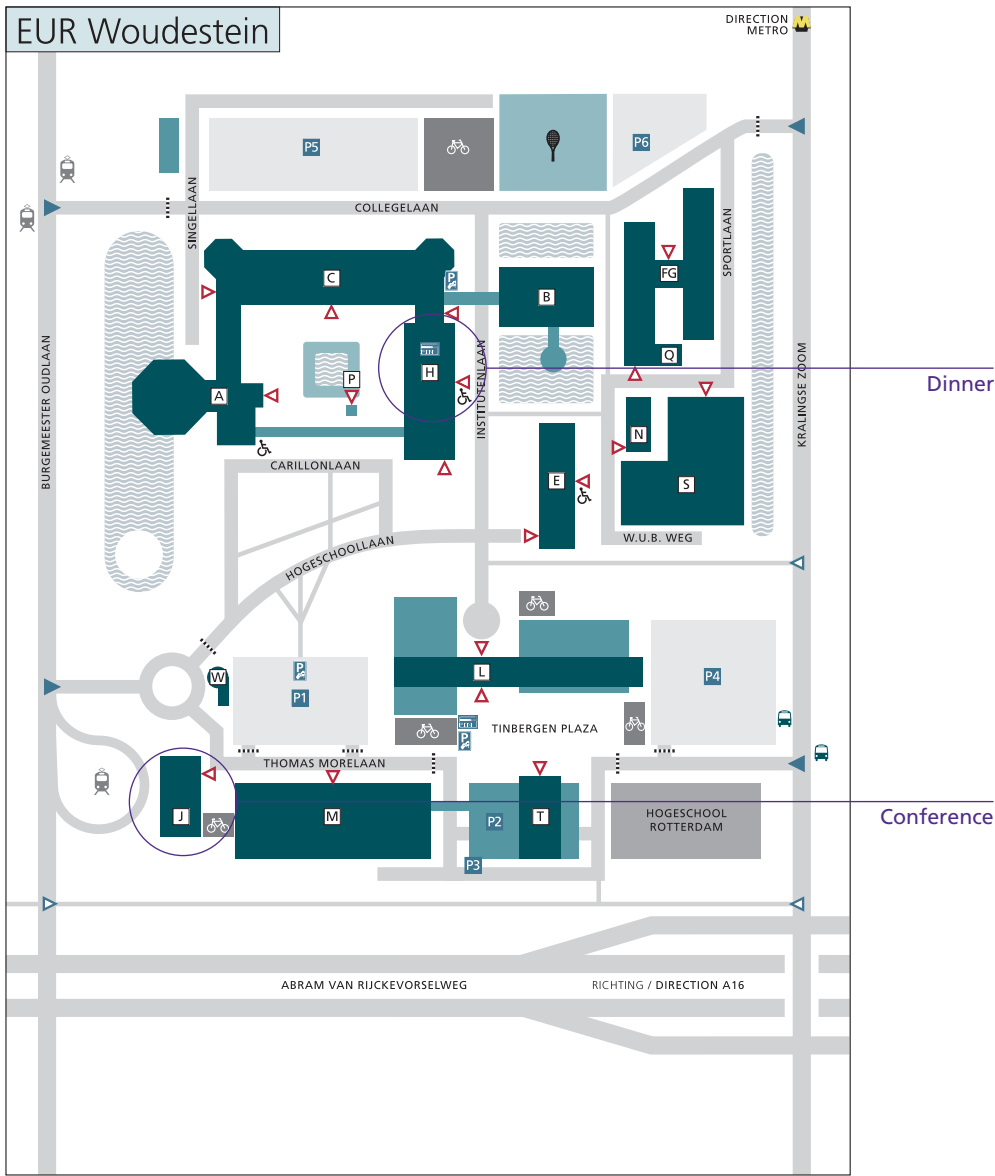 EUR Woudestein
DIRECTION
METRO
P5
P6
COLLEGELAAN
SINGELLAAN
SPORTLAAN
C
P
B
FG
H
Q
P
A
INSTITUTENLAAN
BURGEMEESTER OUDLAAN
KRALINGSE ZOOM
Dinner
N
CARILLONLAAN
E
S
HOGESCHOOLLAAN
W.U.B. WEG
W
P
P1
L
P4
P
TINBERGEN PLAZA
THOMAS MORELAAN
J
M
P2
T
HOGESCHOOL
ROTTERDAM
Conference
P3
ABRAM VAN RIJCKEVORSELWEG
RICHTING / DIRECTION A16